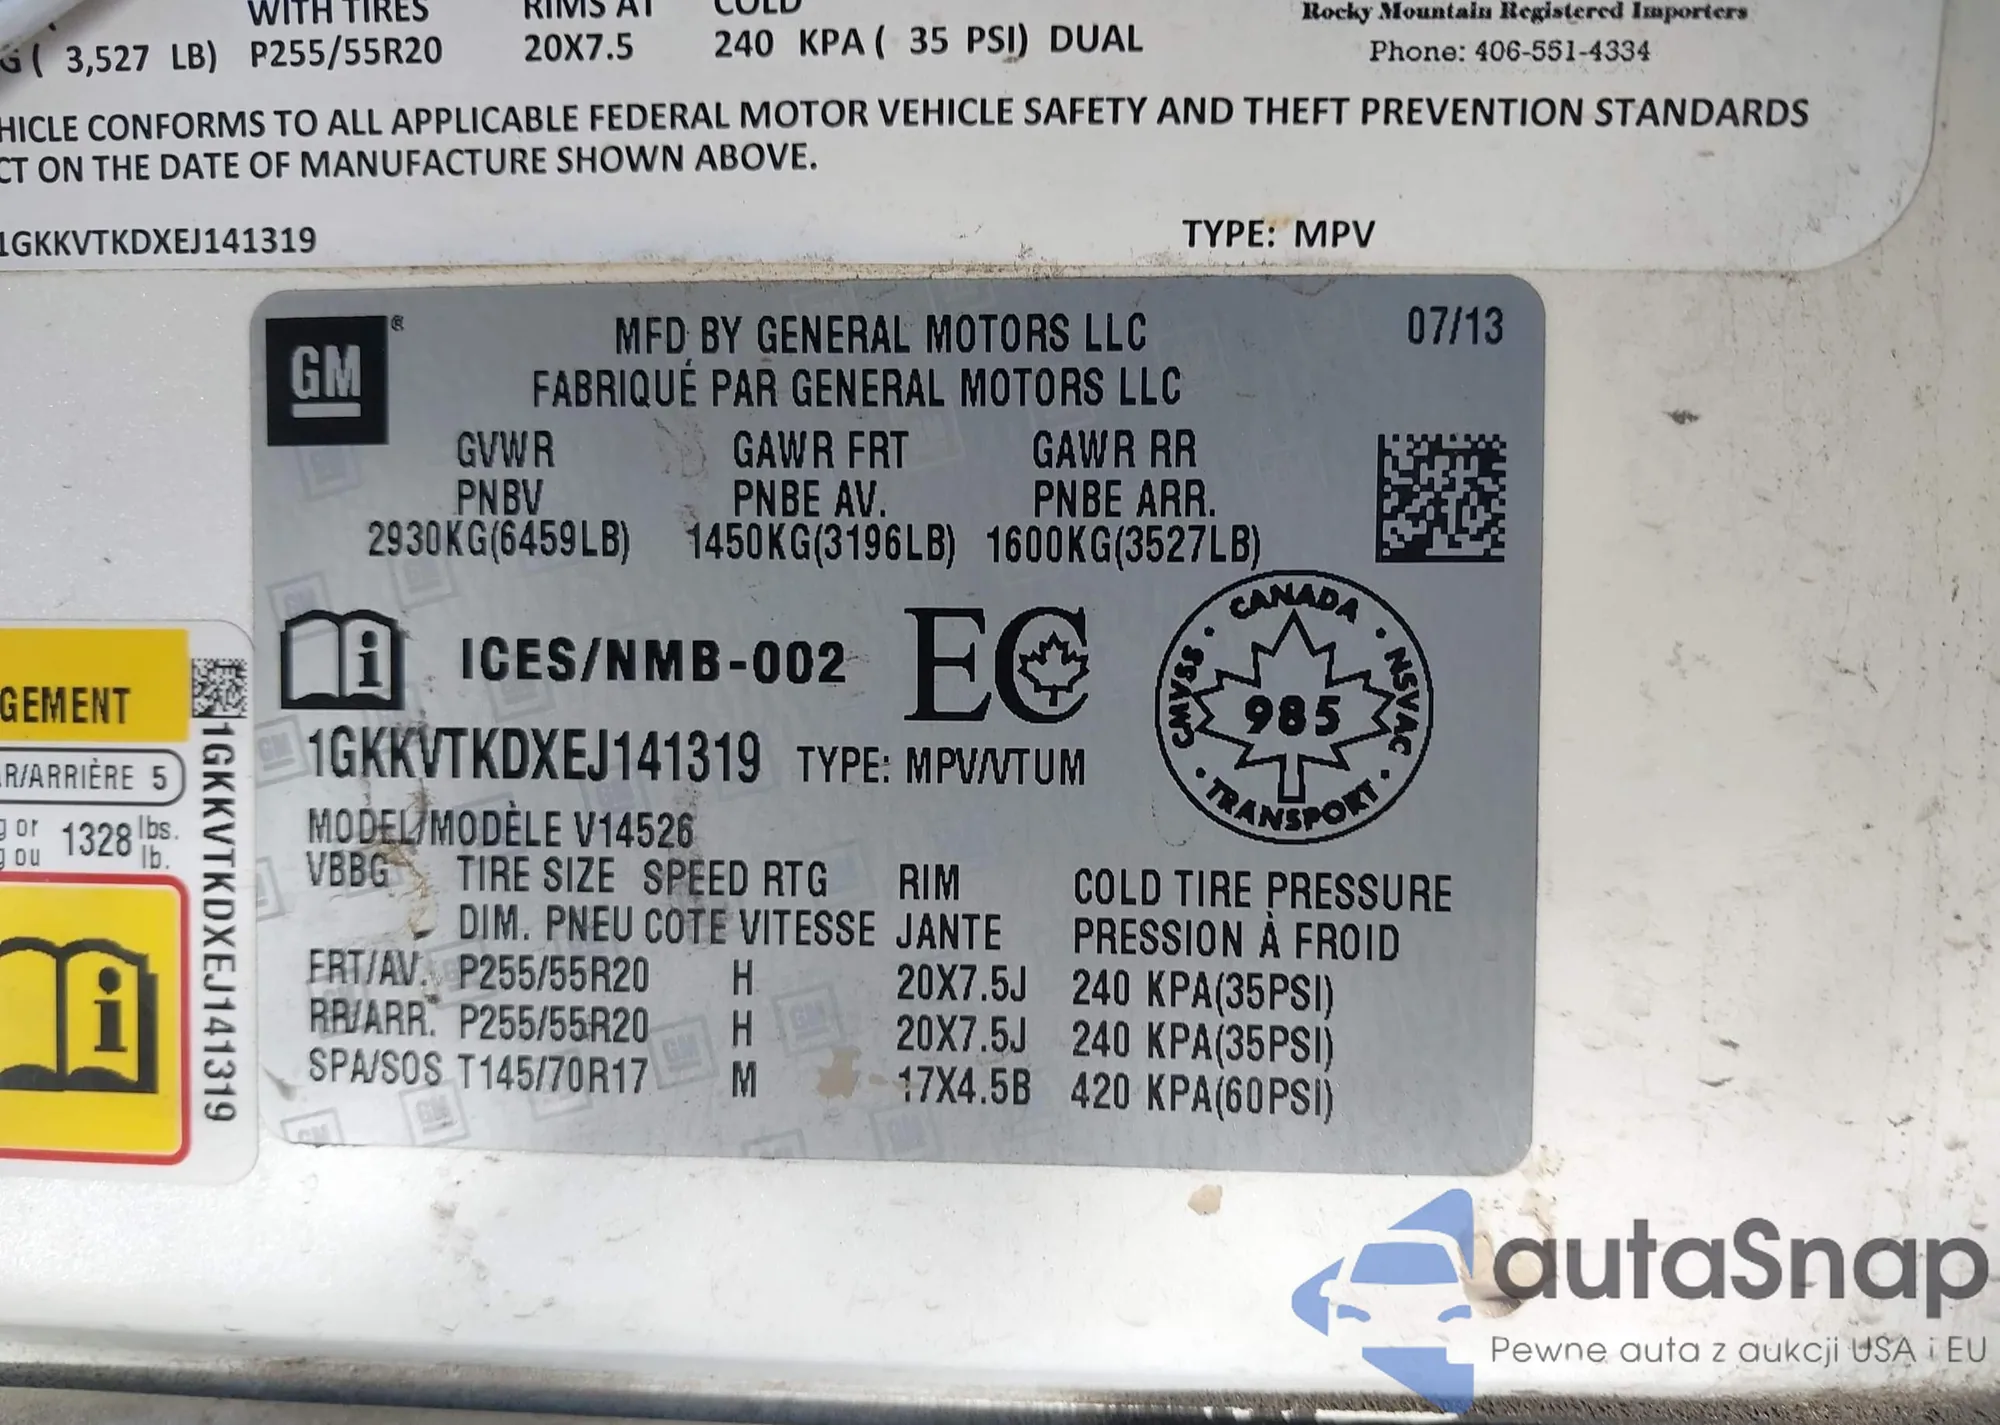 WITH TIRES RIMS AT COLD
( 3,527 LB) P255/55R20 20X7.5 240 KPA ( 35 PSI) DUAL
Rocky Mountain Registered Importers
Phone: 406-551-4334
HICLE CONFORMS TO ALL APPLICABLE FEDERAL MOTOR VEHICLE SAFETY AND THEFT PREVENTION STANDARDS
CT ON THE DATE OF MANUFACTURE SHOWN ABOVE.
1GKKVTKDXEJ141319 TYPE: MPV
GM ®
MFD BY GENERAL MOTORS LLC 07/13
FABRIQUÉ PAR GENERAL MOTORS LLC
GVWR GAWR FRT GAWR RR
PNBV PNBE AV. PNBE ARR.
2930KG(6459LB) 1450KG(3196LB) 1600KG(3527LB)
ICES/NMB-002 EC
CANADA
CMVSS 985 NSVAC
TRANSPORT
1GKKVTKDXEJ141319 TYPE: MPV/VTUM
MODEL/MODÈLE V14526
VBBG TIRE SIZE SPEED RTG RIM COLD TIRE PRESSURE
DIM. PNEU COTE VITESSE JANTE PRESSION À FROID
FRT/AV. P255/55R20 H 20X7.5J 240 KPA(35PSI)
RR/ARR. P255/55R20 H 20X7.5J 240 KPA(35PSI)
SPA/SOS T145/70R17 M 17X4.5B 420 KPA(60PSI)
GEMENT
R/ARRIÈRE 5
g or 1328 lbs.
g ou lb.
1GKKVTKDXEJ141319
autaSnap
Pewne auta z aukcji USA i EU